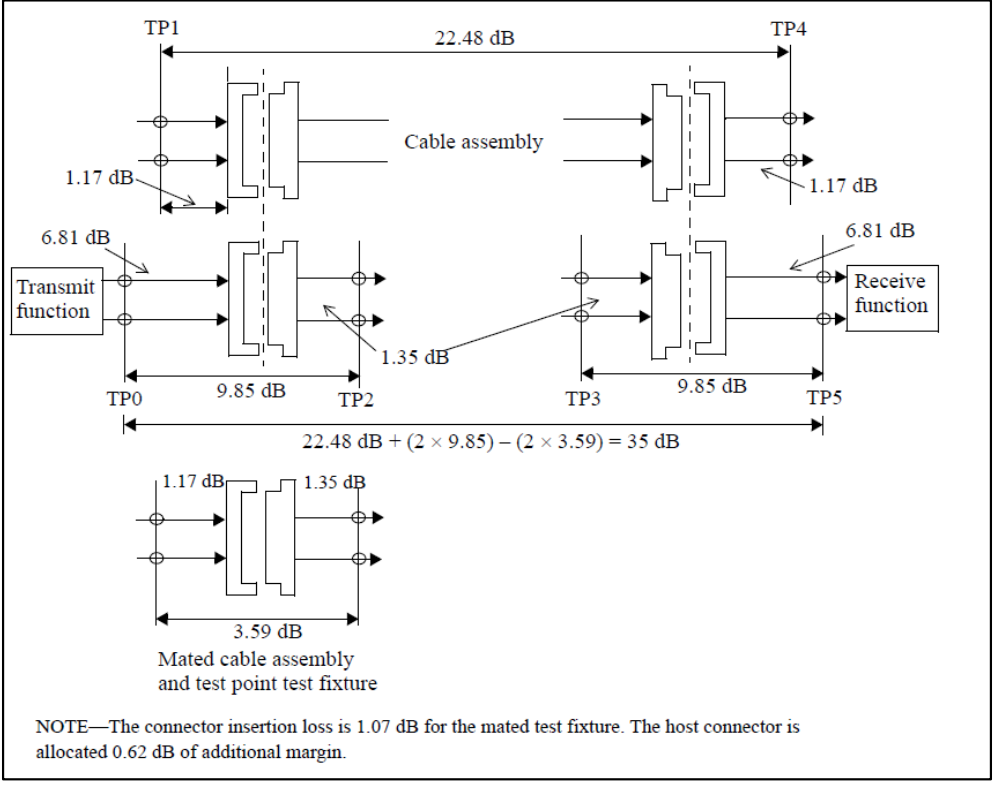 TP1
22.48 dB
TP4
Cable assembly
1.17 dB
1.17 dB
6.81 dB
6.81 dB
Transmit
function
Receive
function
1.35 dB
9.85 dB
9.85 dB
TP0
TP2
TP3
TP5
22.48 dB + (2 × 9.85) – (2 × 3.59) = 35 dB
1.17 dB
1.35 dB
3.59 dB
Mated cable assembly
and test point test fixture
NOTE—The connector insertion loss is 1.07 dB for the mated test fixture. The host connector is
allocated 0.62 dB of additional margin.